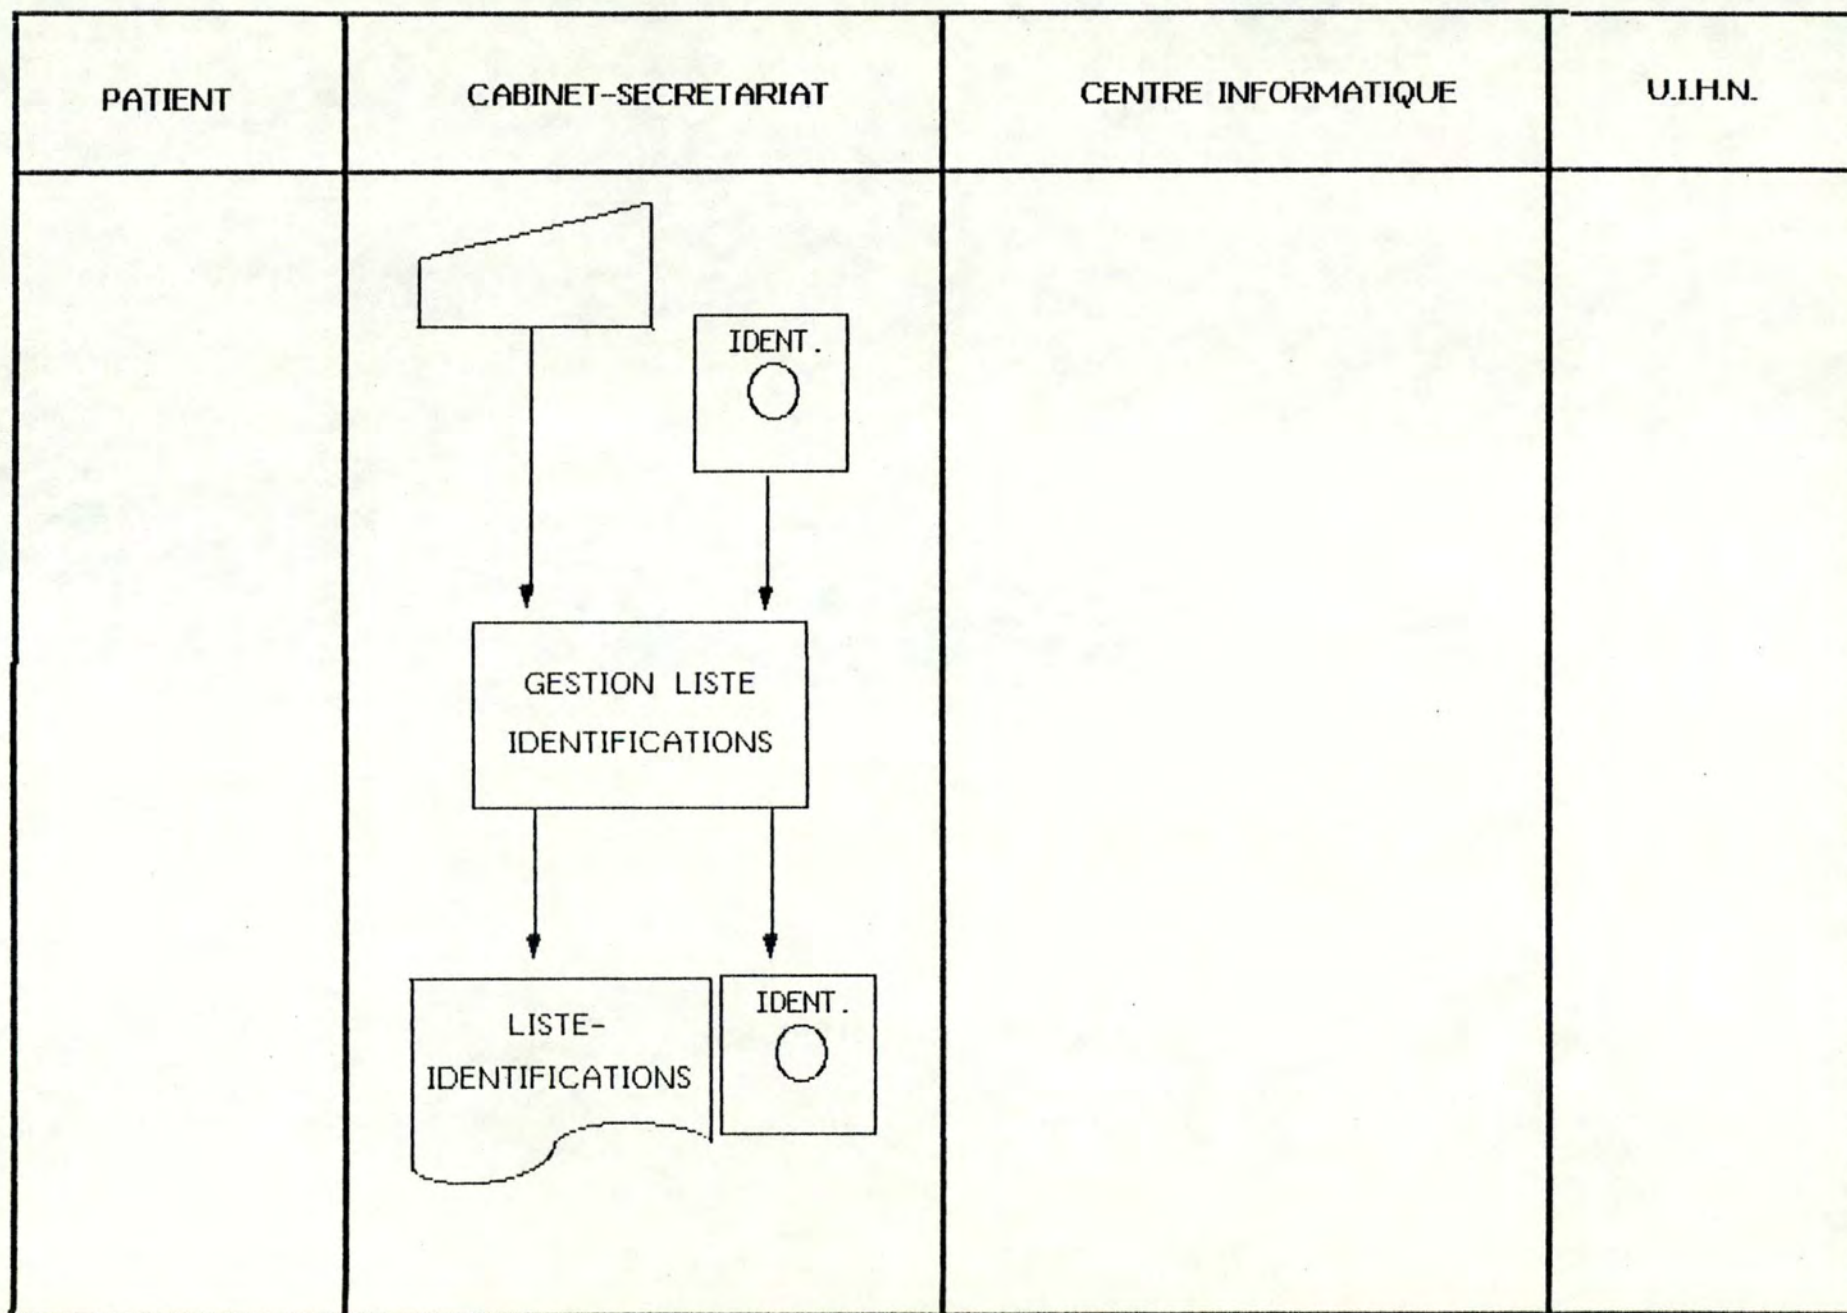 PATIENT
CABINET-SECRETARIAT
CENTRE INFORMATIQUE
U.I.H.N.
IDENT.
GESTION LISTE
IDENTIFICATIONS
LISTE-
IDENTIFICATIONS
IDENT.